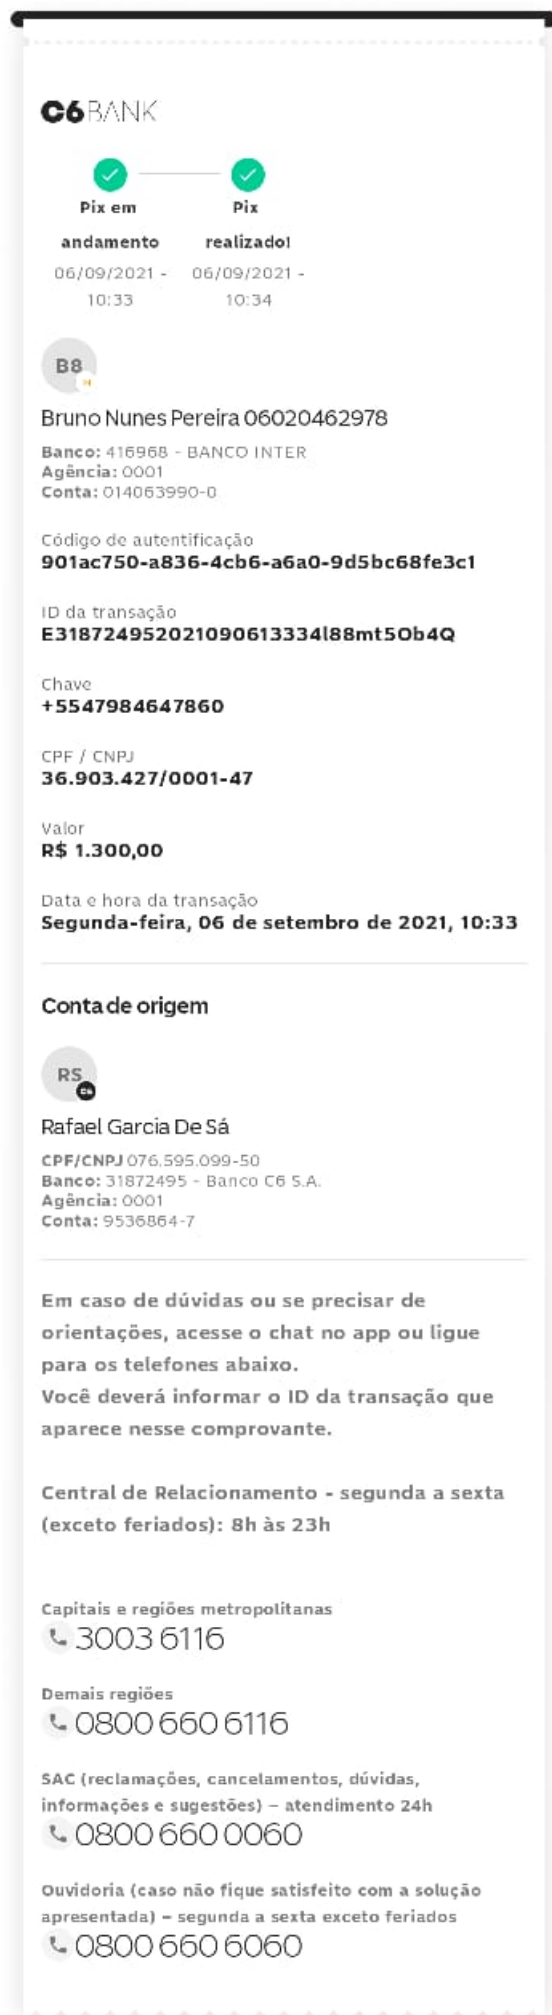 C6BANK
Pix em andamento
06/09/2021 - 10:33
Pix realizado!
06/09/2021 - 10:34
B8
Bruno Nunes Pereira 06020462978
Banco: 416968 - BANCO INTER
Agência: 0001
Conta: 014063990-0
Código de autentificação
901ac750-a836-4cb6-a6a0-9d5bc68fe3c1
ID da transação
E318724952021090613334l88mt5Ob4Q
Chave
+5547984647860
CPF / CNPJ
36.903.427/0001-47
Valor
R$ 1.300,00
Data e hora da transação
Segunda-feira, 06 de setembro de 2021, 10:33
Conta de origem
RS
C6
Rafael Garcia De Sá
CPF/CNPJ 076.595.099-50
Banco: 31872495 - Banco C6 S.A.
Agência: 0001
Conta: 9536864-7
Em caso de dúvidas ou se precisar de
orientações, acesse o chat no app ou ligue
para os telefones abaixo.
Você deverá informar o ID da transação que
aparece nesse comprovante.
Central de Relacionamento - segunda a sexta
(exceto feriados): 8h às 23h
Capitais e regiões metropolitanas
3003 6116
Demais regiões
0800 660 6116
SAC (reclamações, cancelamentos, dúvidas,
informações e sugestões) – atendimento 24h
0800 660 0060
Ouvidoria (caso não fique satisfeito com a solução
apresentada) – segunda a sexta exceto feriados
0800 660 6060